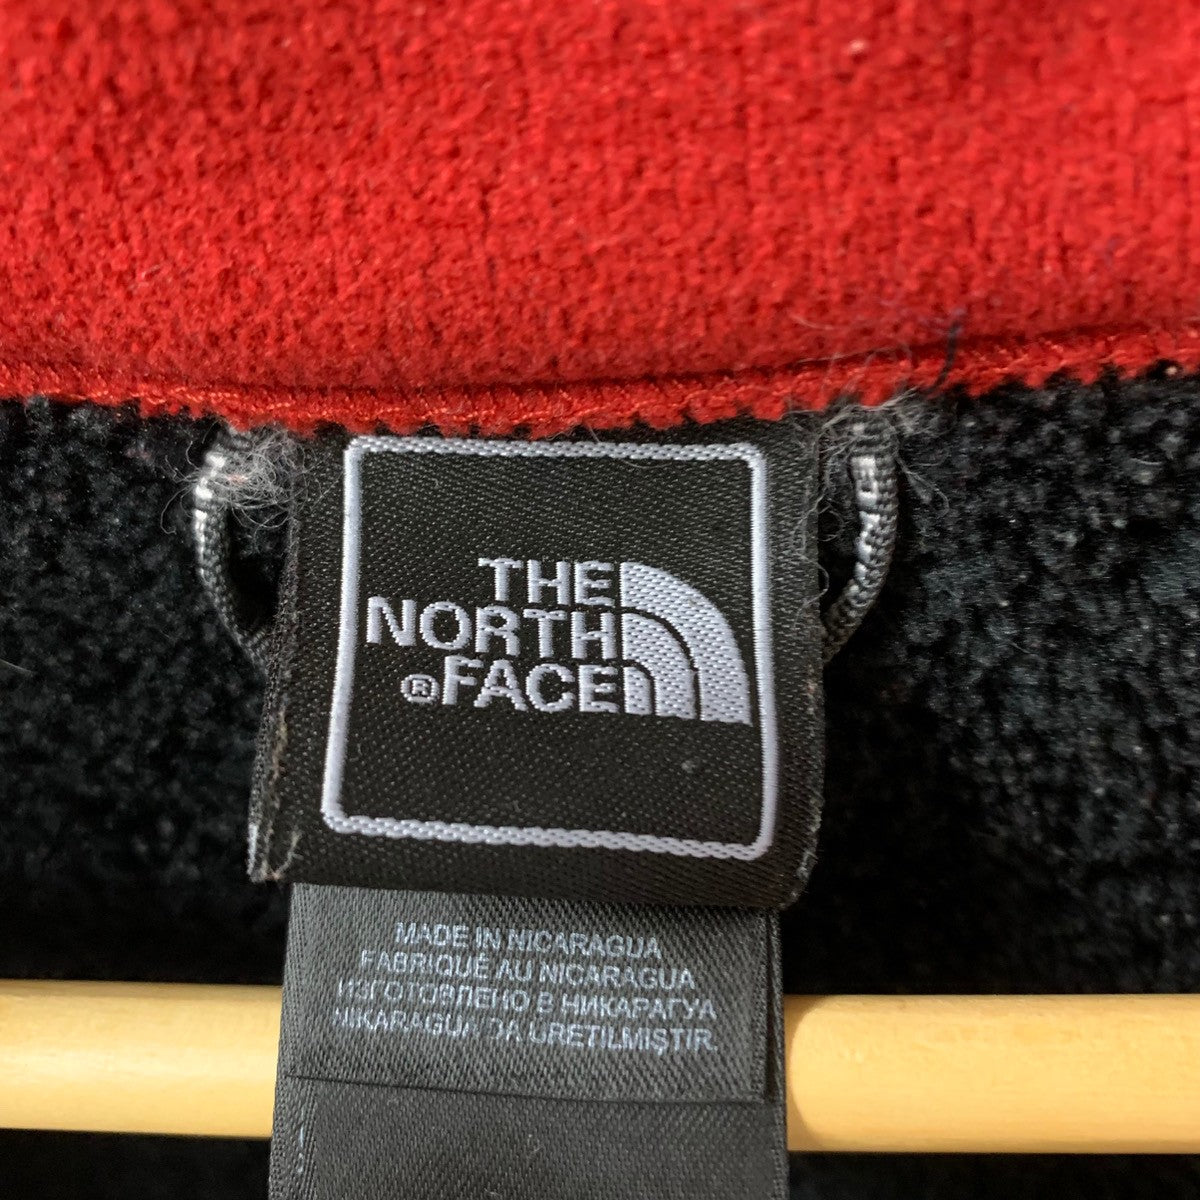 THE
NORTH
®FACE
MADE IN NICARAGUA
FABRIQUÉ AU NICARAGUA
ИЗГОТОВЛЕНО В НИКАРАГУА
NIKARAGUA DA ÜRETILMIŞTIR.